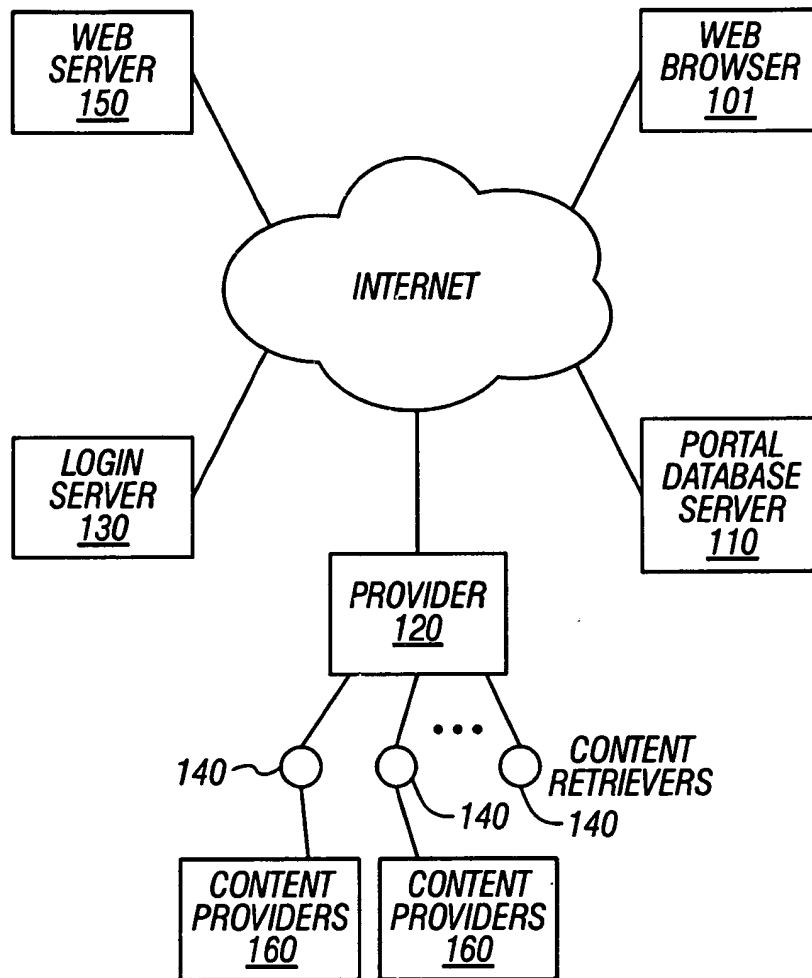 WEB
SERVER
150
WEB
BROWSER
101
INTERNET
LOGIN
SERVER
130
PORTAL
DATABASE
SERVER
110
PROVIDER
120
140
140
CONTENT
RETRIEVERS
140
CONTENT
PROVIDERS
160
CONTENT
PROVIDERS
160